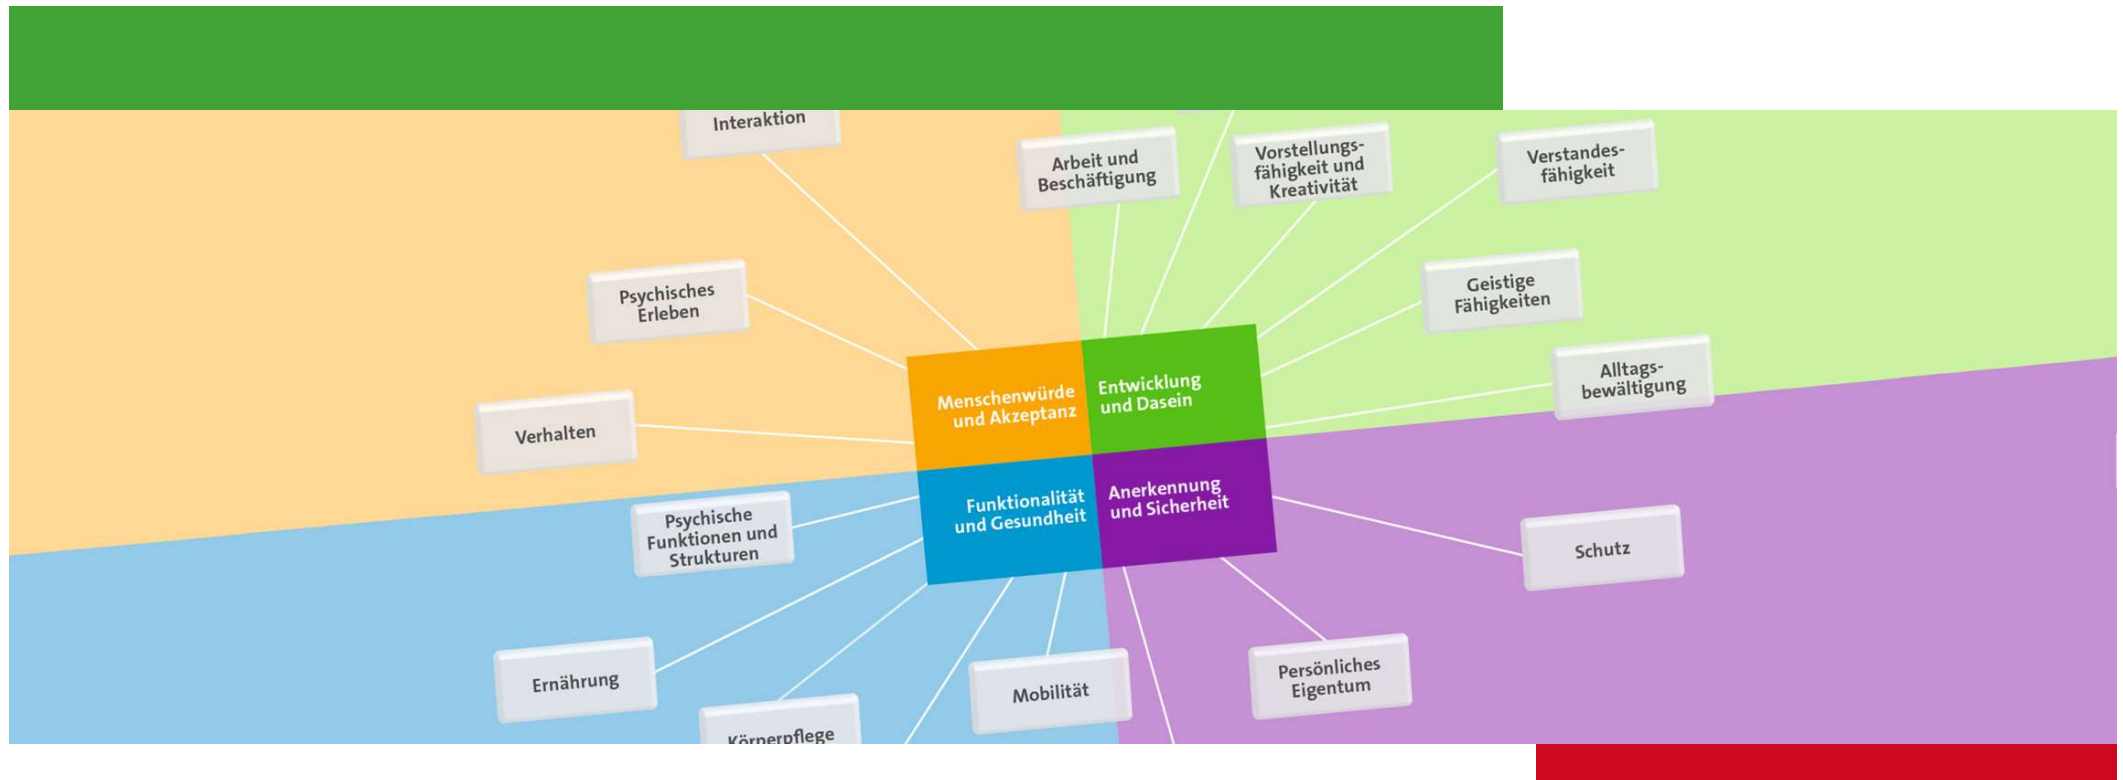 Interaktion
Arbeit und
Beschäftigung
Vorstellungs-
fähigkeit und
Kreativität
Verstandes-
fähigkeit
Psychisches
Erleben
Geistige
Fähigkeiten
Alltags-
bewältigung
Verhalten
Menschenwürde
und Akzeptanz
Entwicklung
und Dasein
Funktionalität
und Gesundheit
Anerkennung
und Sicherheit
Psychische
Funktionen und
Strukturen
Schutz
Ernährung
Körperpflege
Mobilität
Persönliches
Eigentum